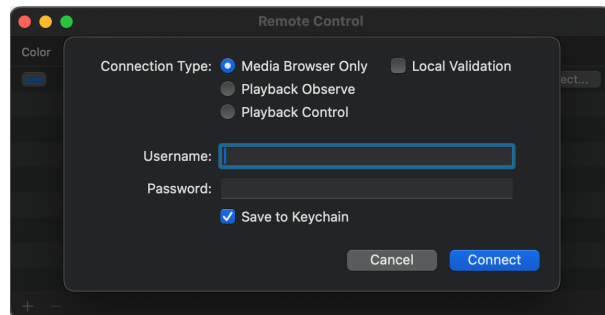 Remote Control
Color
Connection Type: Media Browser Only Local Validation
Playback Observe
Playback Control
Username:
Password:
Save to Keychain
Cancel Connect